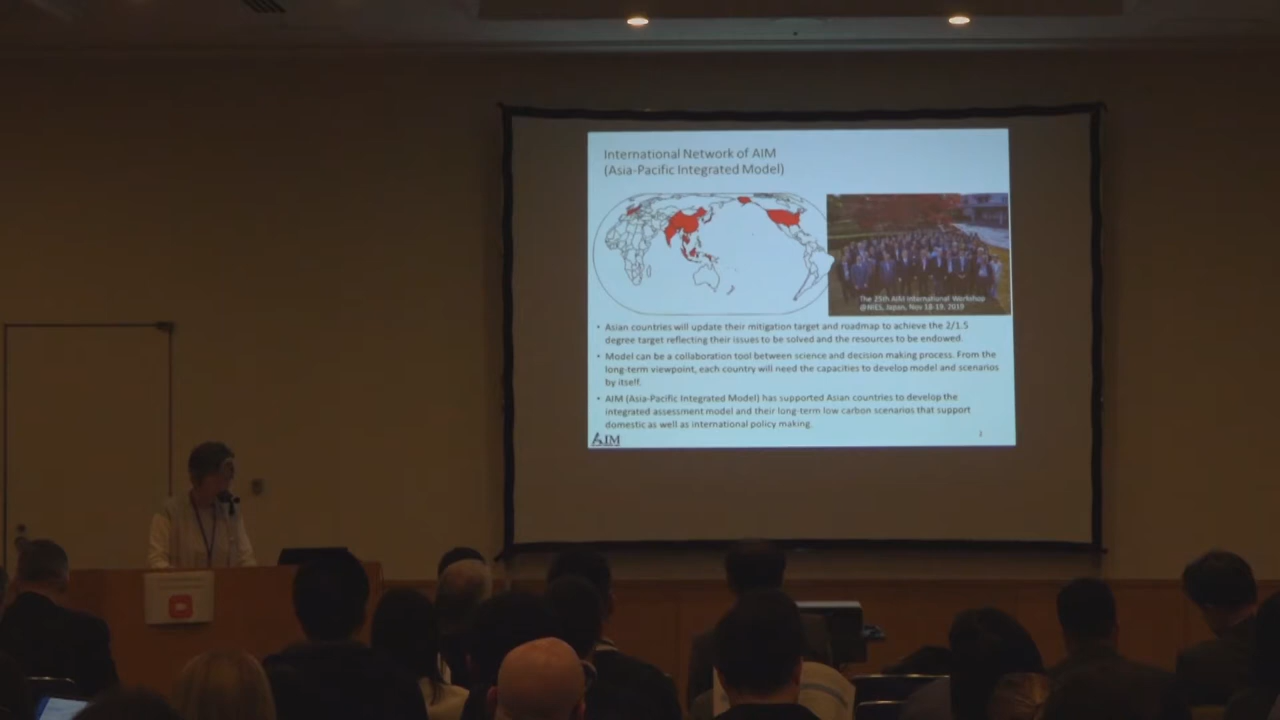 International Network of AIM
(Asia-Pacific Integrated Model)
The 25th AIM International Workshop
@NIES, Japan, Nov 18-19, 2019
• Asian countries will update their mitigation target and roadmap to achieve the 2/1.5
degree target reflecting their issues to be solved and the resources to be endowed.
• Model can be a collaboration tool between science and decision making process. From the
long-term viewpoint, each country will need the capacities to develop model and scenarios
by itself.
• AIM (Asia-Pacific Integrated Model) has supported Asian countries to develop the
integrated assessment model and their long-term low carbon scenarios that support
domestic as well as international policy making.
AIM
2